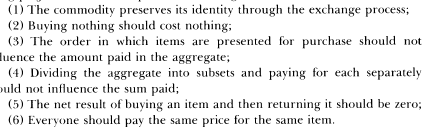 (1) The commodity preserves its identity through the exchange process;
(2) Buying nothing should cost nothing;
(3) The order in which items are presented for purchase should not
luence the amount paid in the aggregate;
(4) Dividing the aggregate into subsets and paying for each separately
ould not influence the sum paid;
(5) The net result of buying an item and then returning it should be zero;
(6) Everyone should pay the same price for the same item.